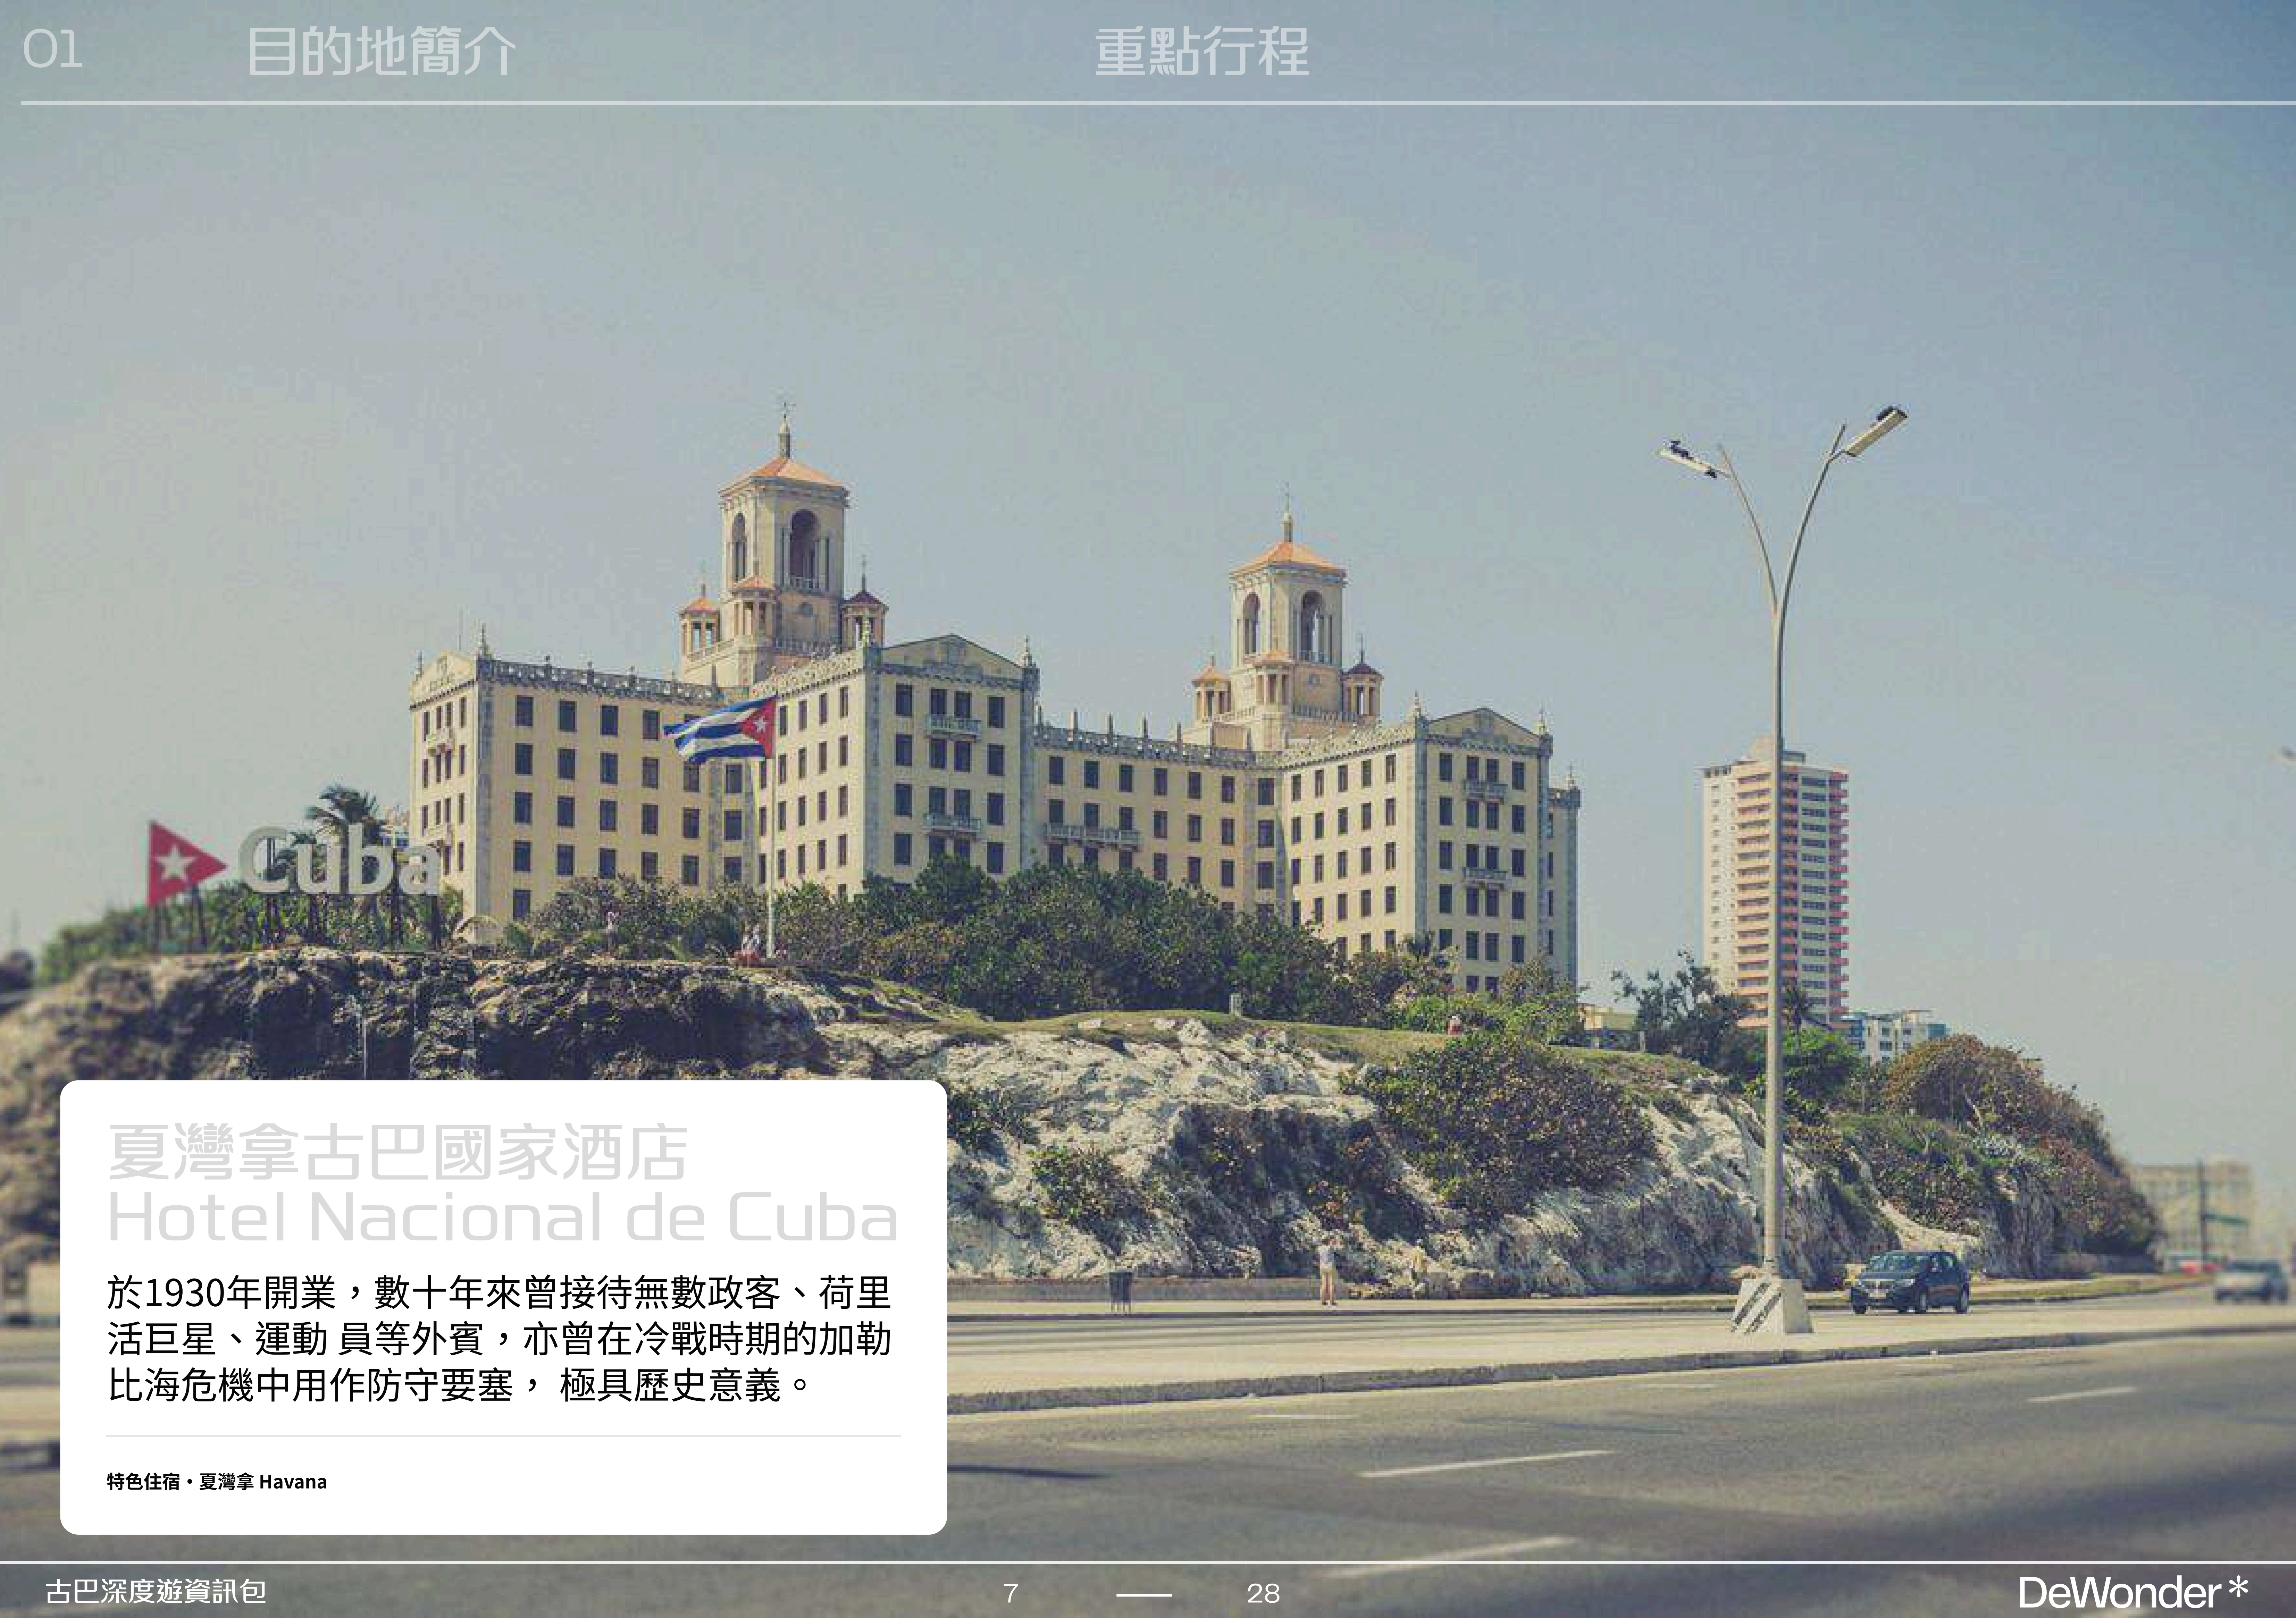 01 目的地簡介 重點行程
Cuba
夏灣拿古巴國家酒店
Hotel Nacional de Cuba
於1930年開業，數十年來曾接待無數政客、荷里
活巨星、運動 員等外賓，亦曾在冷戰時期的加勒
比海危機中用作防守要塞， 極具歷史意義。
特色住宿・夏灣拿 Havana
古巴深度遊資訊包 7 — 28 DeWonder*